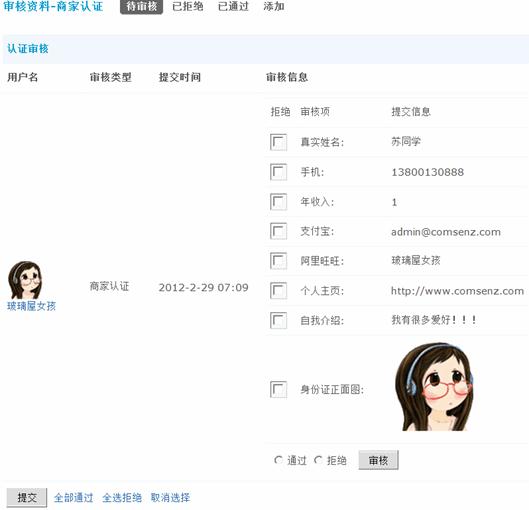 审核资料-商家认证 待审核 已拒绝 已通过 添加
认证审核
用户名 审核类型 提交时间 审核信息
拒绝 审核项 提交信息
真实姓名: 苏同学
手机: 13800130888
年收入: 1
支付宝: admin@comsenz.com
阿里旺旺: 玻璃屋女孩
个人主页: http://www.comsenz.com
自我介绍: 我有很多爱好！！！
玻璃屋女孩 商家认证 2012-2-29 07:09
身份证正面图:
通过 拒绝 审核
提交 全部通过 全选拒绝 取消选择